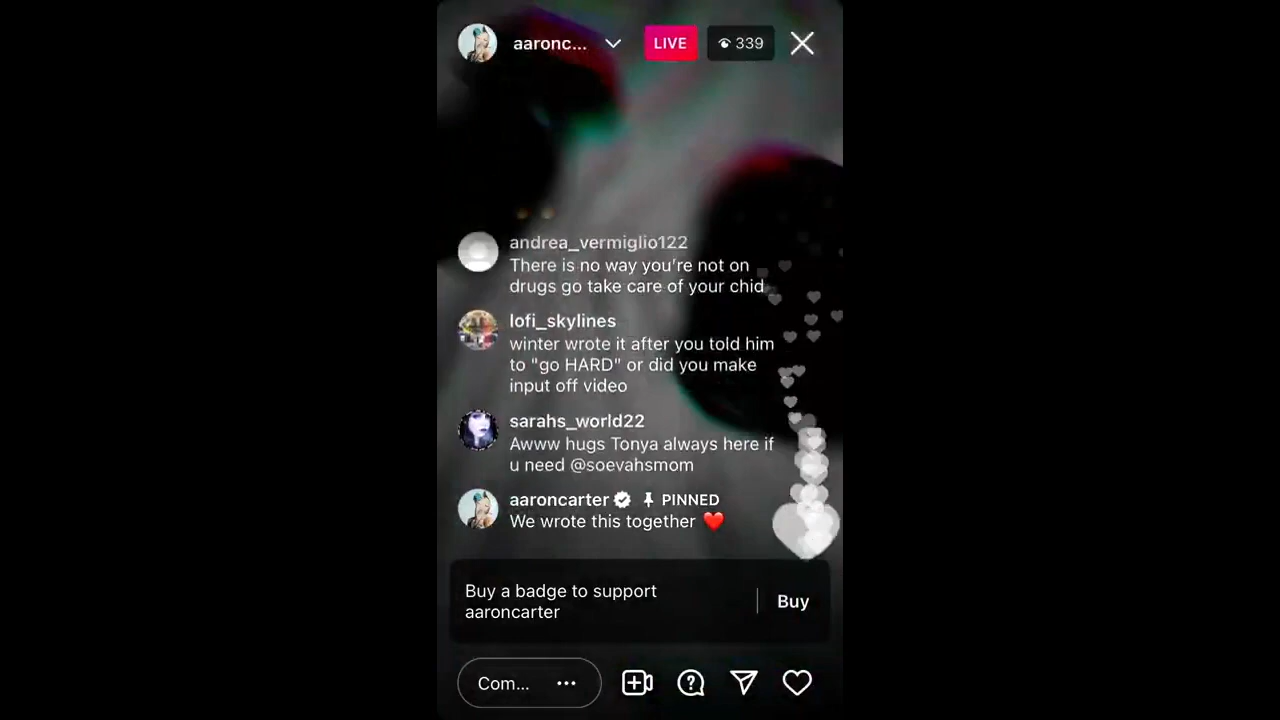 aaronc...
LIVE
339
andrea_vermiglio122
There is no way you're not on
drugs go take care of your chid
lofi_skylines
winter wrote it after you told him
to "go HARD" or did you make
input off video
sarahs_world22
Awww hugs Tonya always here if
u need @soevahsmom
aaroncarter PINNED
We wrote this together ❤️
Buy a badge to support
aaroncarter
Buy
Com...